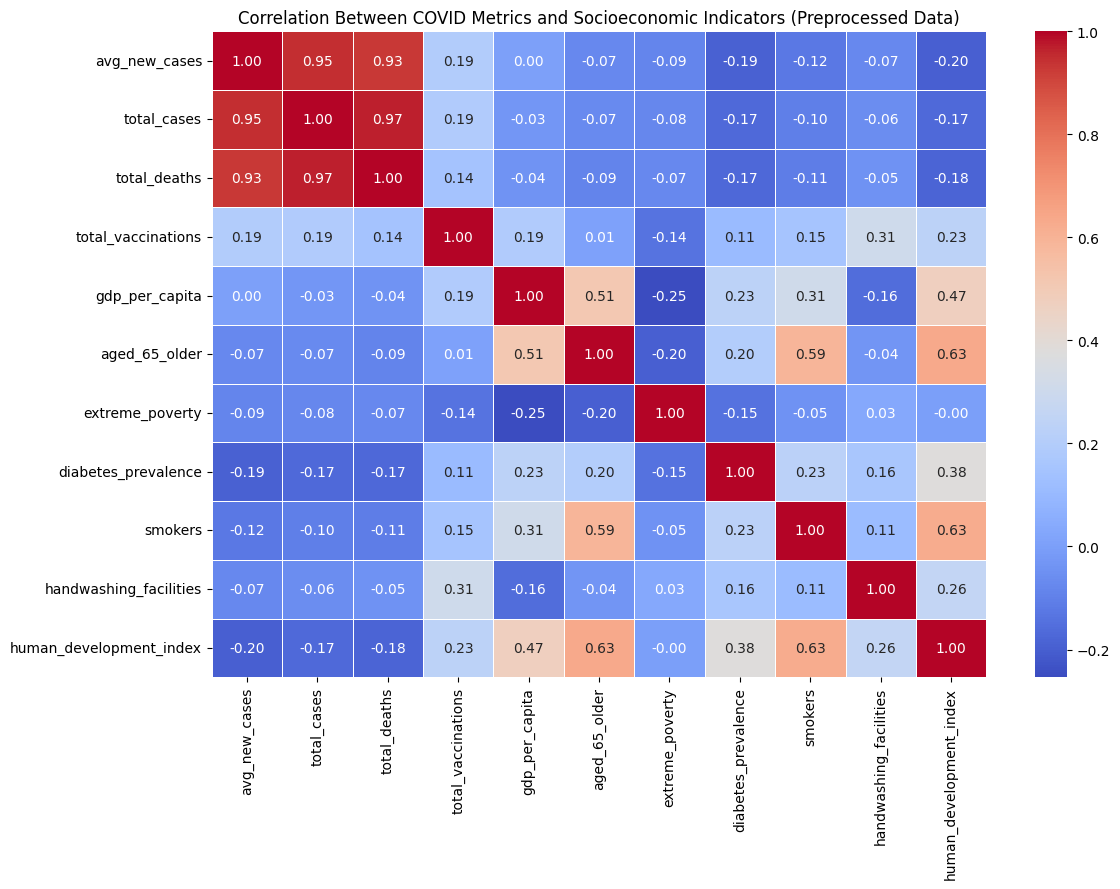 Correlation Between COVID Metrics and Socioeconomic Indicators (Preprocessed Data)
avg_new_cases 1.00 0.95 0.93 0.19 0.00 -0.07 -0.09 -0.19 -0.12 -0.07 -0.20
total_cases 0.95 1.00 0.97 0.19 -0.03 -0.07 -0.08 -0.17 -0.10 -0.06 -0.17
total_deaths 0.93 0.97 1.00 0.14 -0.04 -0.09 -0.07 -0.17 -0.11 -0.05 -0.18
total_vaccinations 0.19 0.19 0.14 1.00 0.19 0.01 -0.14 0.11 0.15 0.31 0.23
gdp_per_capita 0.00 -0.03 -0.04 0.19 1.00 0.51 -0.25 0.23 0.31 -0.16 0.47
aged_65_older -0.07 -0.07 -0.09 0.01 0.51 1.00 -0.20 0.20 0.59 -0.04 0.63
extreme_poverty -0.09 -0.08 -0.07 -0.14 -0.25 -0.20 1.00 -0.15 -0.05 0.03 -0.00
diabetes_prevalence -0.19 -0.17 -0.17 0.11 0.23 0.20 -0.15 1.00 0.23 0.16 0.38
smokers -0.12 -0.10 -0.11 0.15 0.31 0.59 -0.05 0.23 1.00 0.11 0.63
handwashing_facilities -0.07 -0.06 -0.05 0.31 -0.16 -0.04 0.03 0.16 0.11 1.00 0.26
human_development_index -0.20 -0.17 -0.18 0.23 0.47 0.63 -0.00 0.38 0.63 0.26 1.00
avg_new_cases
total_cases
total_deaths
total_vaccinations
gdp_per_capita
aged_65_older
extreme_poverty
diabetes_prevalence
smokers
handwashing_facilities
human_development_index
1.0
0.8
0.6
0.4
0.2
0.0
−0.2